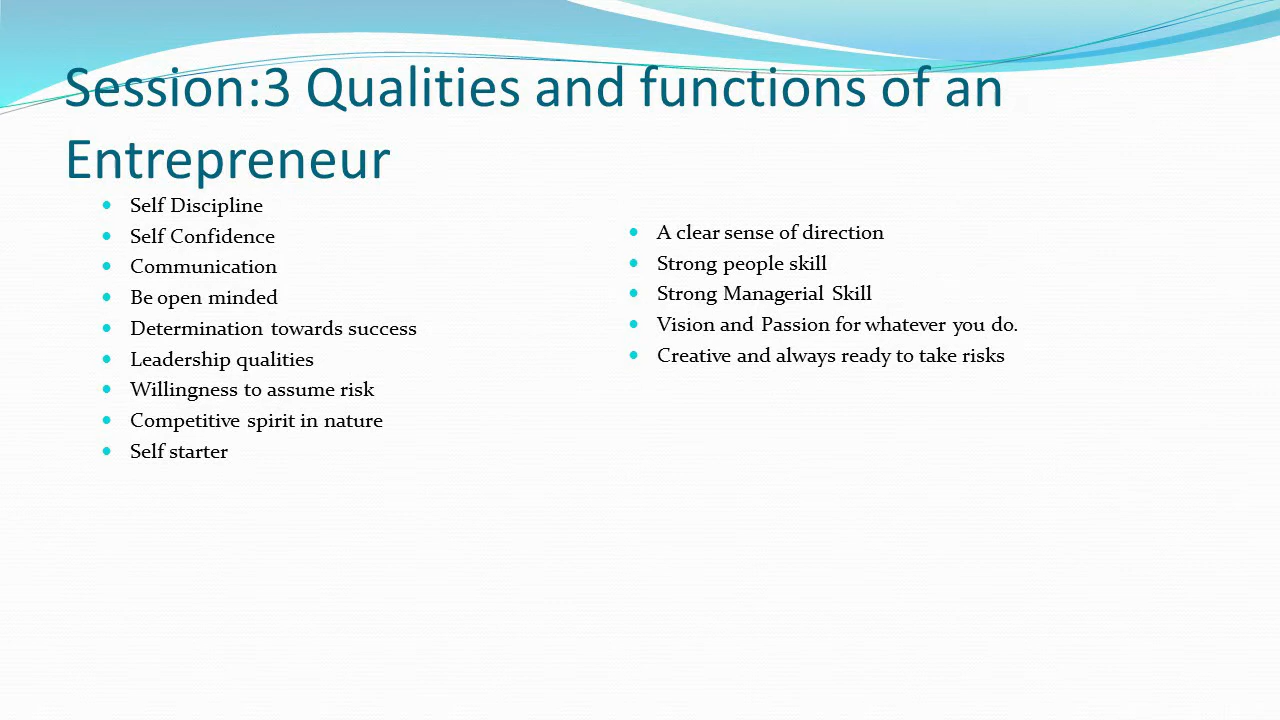 Session:3 Qualities and functions of an
Entrepreneur
Self Discipline
Self Confidence
Communication
Be open minded
Determination towards success
Leadership qualities
Willingness to assume risk
Competitive spirit in nature
Self starter
A clear sense of direction
Strong people skill
Strong Managerial Skill
Vision and Passion for whatever you do.
Creative and always ready to take risks